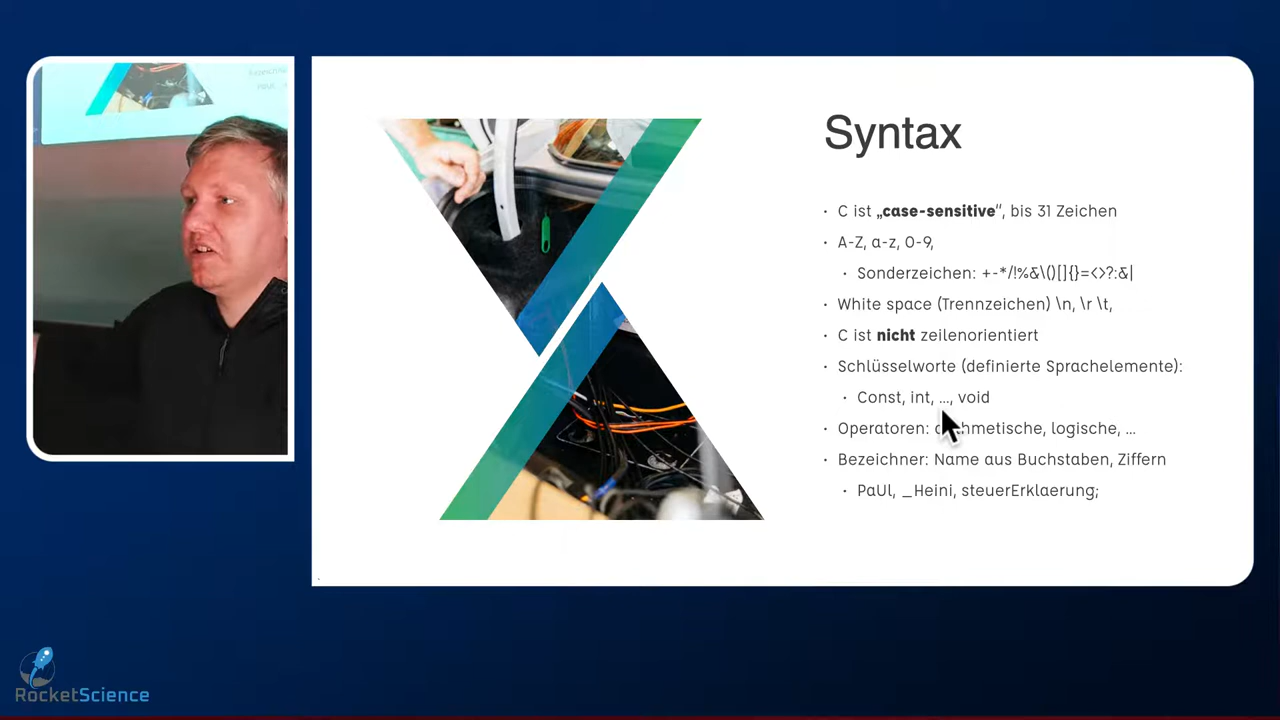 Syntax
· C ist „case-sensitive“, bis 31 Zeichen
· A-Z, a-z, 0-9,
· Sonderzeichen: +-*/!%&\()[]{}=<>?:&|
· White space (Trennzeichen) \n, \r \t,
· C ist nicht zeilenorientiert
· Schlüsselworte (definierte Sprachelemente):
· Const, int, ..., void
· Operatoren: arithmetische, logische, ...
· Bezeichner: Name aus Buchstaben, Ziffern
· PaUl, _Heini, steuerErklaerung;
RocketScience